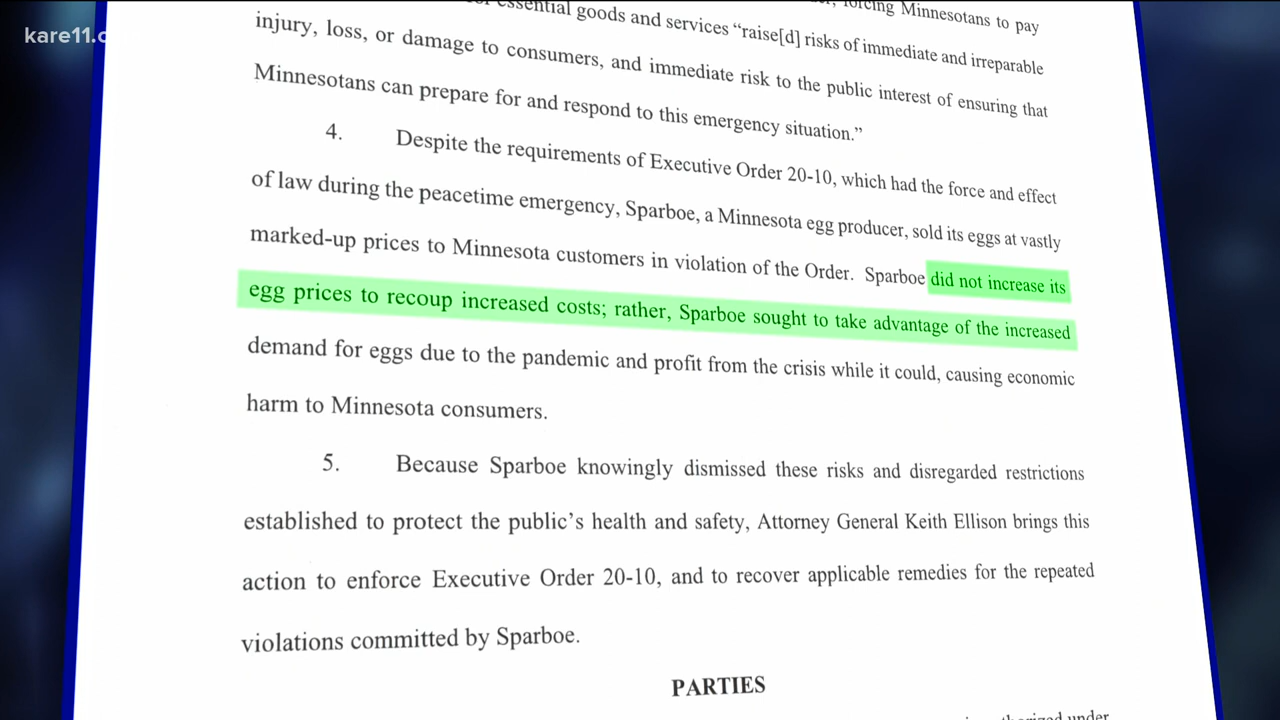 kare11.c
essential goods and services “raise[d] risks of immediate and irreparable
forcing Minnesotans to pay
injury, loss, or damage to consumers, and immediate risk to the public interest of ensuring that
Minnesotans can prepare for and respond to this emergency situation.”
4. Despite the requirements of Executive Order 20-10, which had the force and effect
of law during the peacetime emergency, Sparboe, a Minnesota egg producer, sold its eggs at vastly
marked-up prices to Minnesota customers in violation of the Order. Sparboe did not increase its
egg prices to recoup increased costs; rather, Sparboe sought to take advantage of the increased
demand for eggs due to the pandemic and profit from the crisis while it could, causing economic
harm to Minnesota consumers.
5. Because Sparboe knowingly dismissed these risks and disregarded restrictions
established to protect the public’s health and safety, Attorney General Keith Ellison brings this
action to enforce Executive Order 20-10, and to recover applicable remedies for the repeated
violations committed by Sparboe.
PARTIES
under